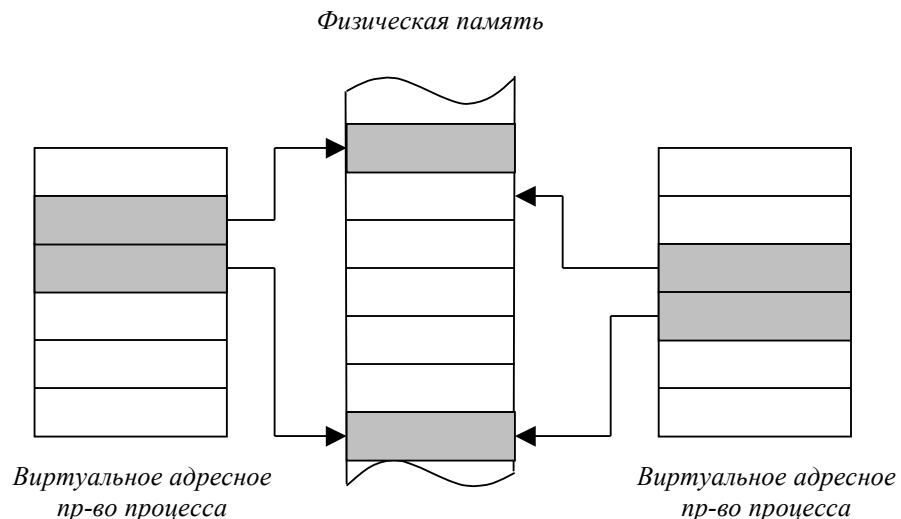 Физическая память
Виртуальное адресное
пр-во процесса
Виртуальное адресное
пр-во процесса